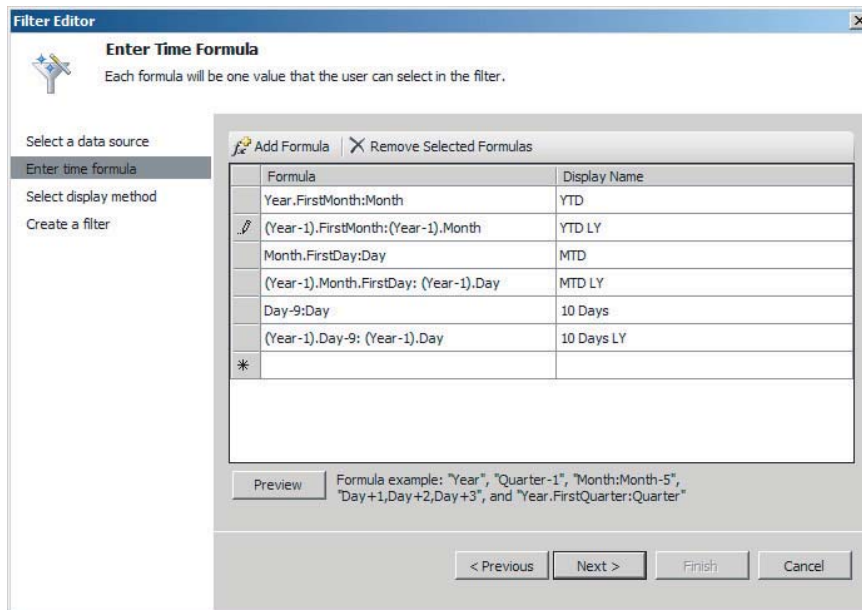 Filter Editor
Enter Time Formula
Each formula will be one value that the user can select in the filter.
Select a data source
Enter time formula
Select display method
Create a filter
Add Formula Remove Selected Formulas
Formula Display Name
Year.FirstMonth:Month YTD
(Year-1).FirstMonth:(Year-1).Month YTD LY
Month.FirstDay:Day MTD
(Year-1).Month.FirstDay: (Year-1).Day MTD LY
Day-9:Day 10 Days
(Year-1).Day-9: (Year-1).Day 10 Days LY
Preview
Formula example: "Year", "Quarter-1", "Month:Month-5",
"Day+1,Day+2,Day+3", and "Year.FirstQuarter:Quarter"
< Previous Next > Finish Cancel